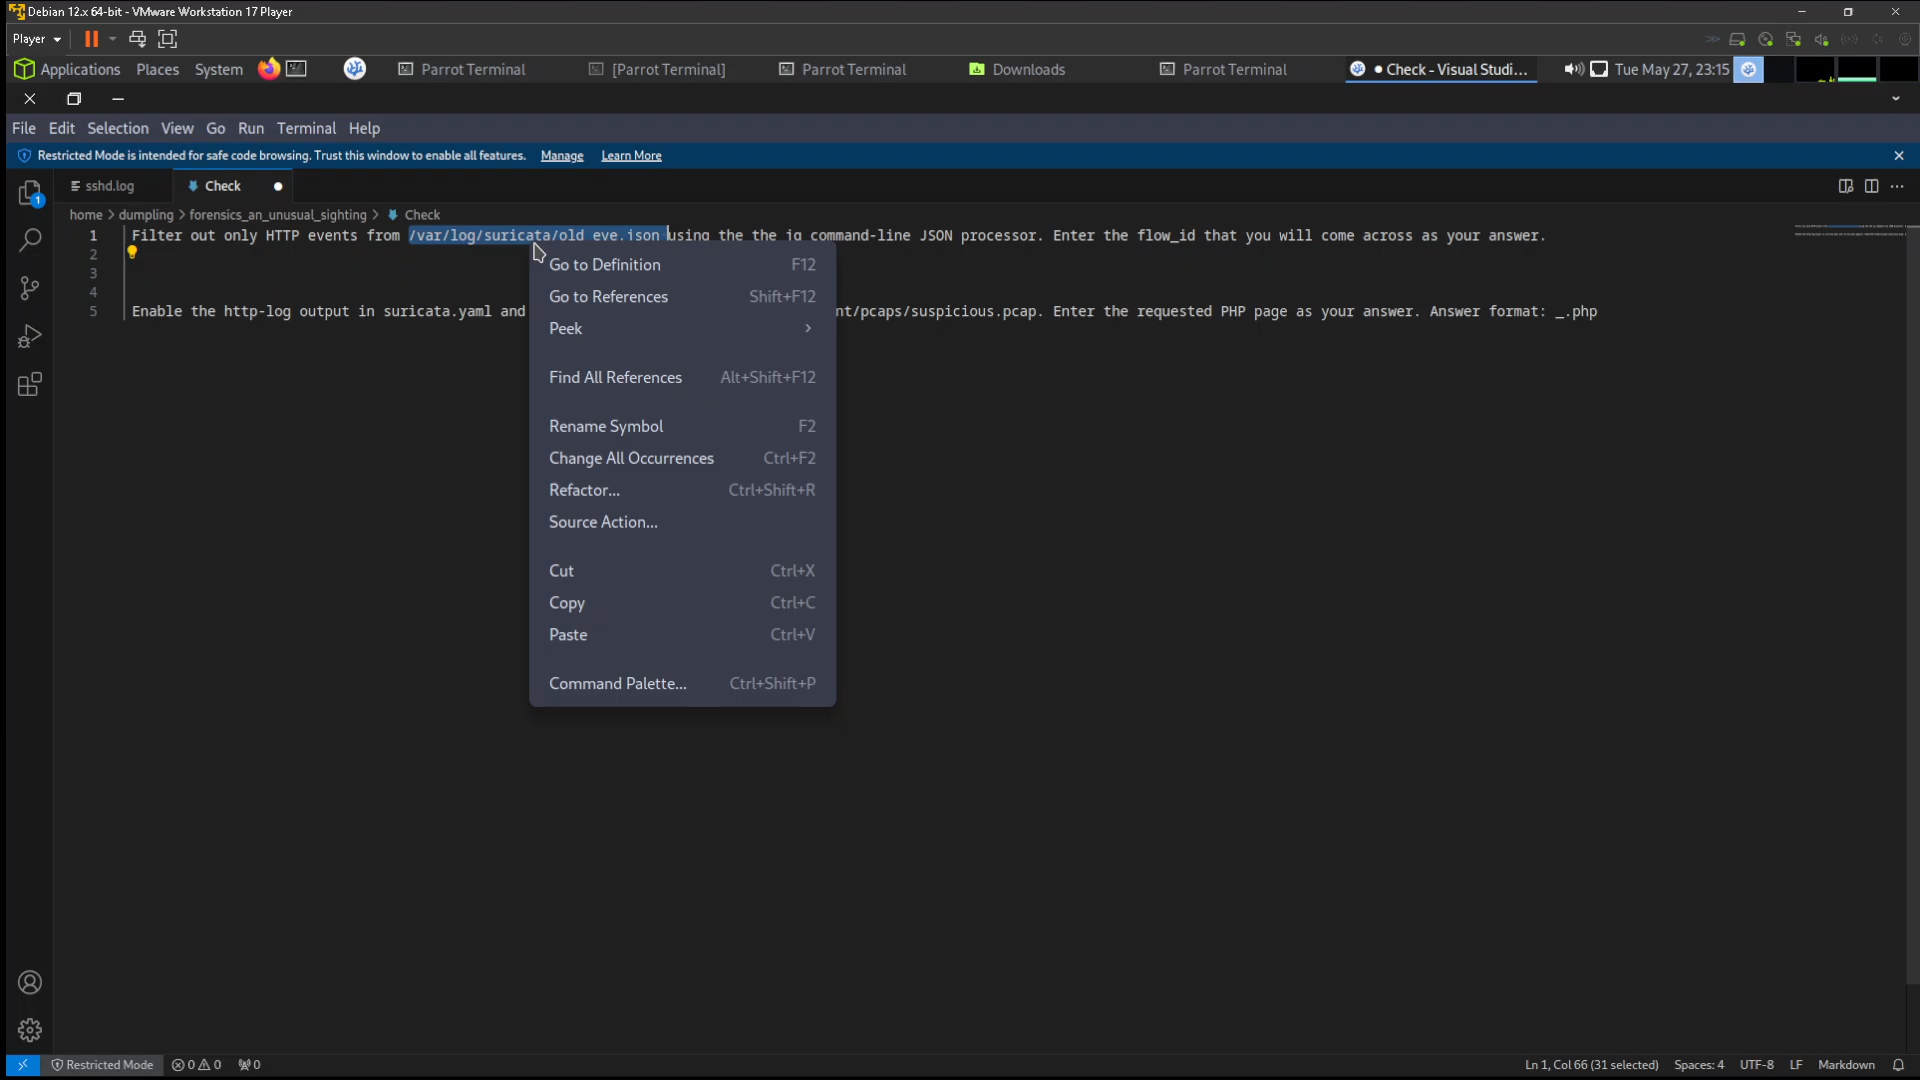 Debian 12.x 64-bit - VMware Workstation 17 Player
Player
Applications Places System Parrot Terminal [Parrot Terminal] Parrot Terminal Downloads Parrot Terminal Check - Visual Studi... Tue May 27, 23:15
File Edit Selection View Go Run Terminal Help
Restricted Mode is intended for safe code browsing. Trust this window to enable all features. Manage Learn More
1 sshd.log Check
home > dumpling > forensics_an_unusual_sighting > Check
1 Filter out only HTTP events from /var/log/suricata/old_eve.json using the the jq command-line JSON processor. Enter the flow_id that you will come across as your answer.
2
3
4
5 Enable the http-log output in suricata.yaml and nt/pcaps/suspicious.pcap. Enter the requested PHP page as your answer. Answer format: _.php
Go to Definition F12
Go to References Shift+F12
Peek
Find All References Alt+Shift+F12
Rename Symbol F2
Change All Occurrences Ctrl+F2
Refactor... Ctrl+Shift+R
Source Action...
Cut Ctrl+X
Copy Ctrl+C
Paste Ctrl+V
Command Palette... Ctrl+Shift+P
Restricted Mode 0 0 0 Ln 1, Col 66 (31 selected) Spaces: 4 UTF-8 LF Markdown